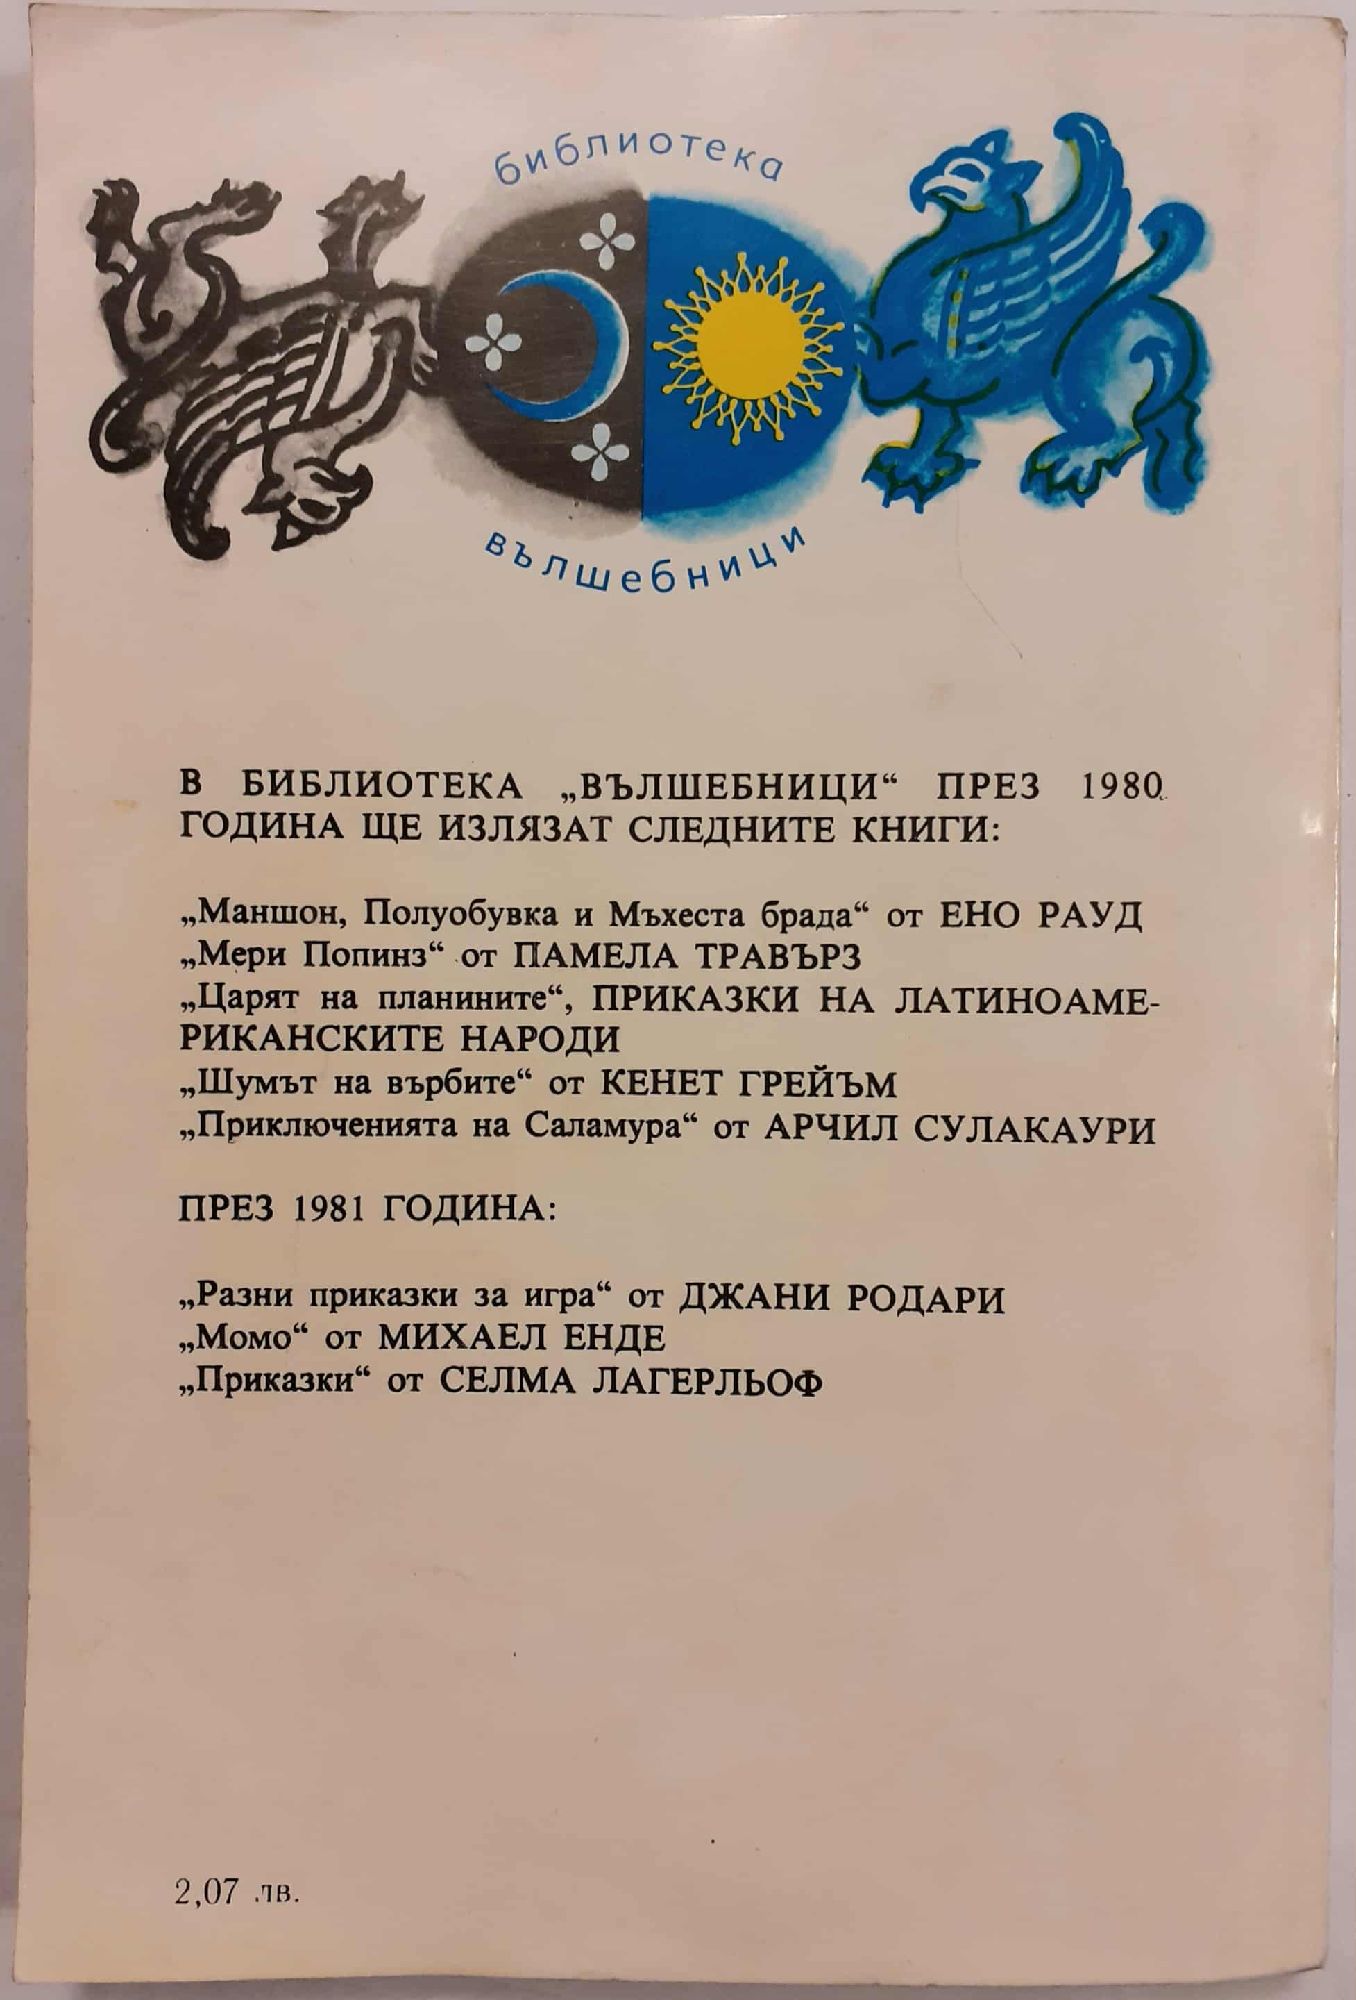 библиотека
вълшебници
В БИБЛИОТЕКА „ВЪЛШЕБНИЦИ“ ПРЕЗ 1980
ГОДИНА ЩЕ ИЗЛЯЗАТ СЛЕДНИТЕ КНИГИ:
„Маншон, Полуобувка и Мъхеста брада“ от ЕНО РАУД
„Мери Попинз“ от ПАМЕЛА ТРАВЪРЗ
„Царят на планините“, ПРИКАЗКИ НА ЛАТИНОАМЕ-
РИКАНСКИТЕ НАРОДИ
„Шумът на върбите“ от КЕНЕТ ГРЕЙЪМ
„Приключенията на Саламура“ от АРЧИЛ СУЛАКАУРИ
ПРЕЗ 1981 ГОДИНА:
„Разни приказки за игра“ от ДЖАНИ РОДАРИ
„Момо“ от МИХАЕЛ ЕНДЕ
„Приказки“ от СЕЛМА ЛАГЕРЛЬОФ
2,07 лв.